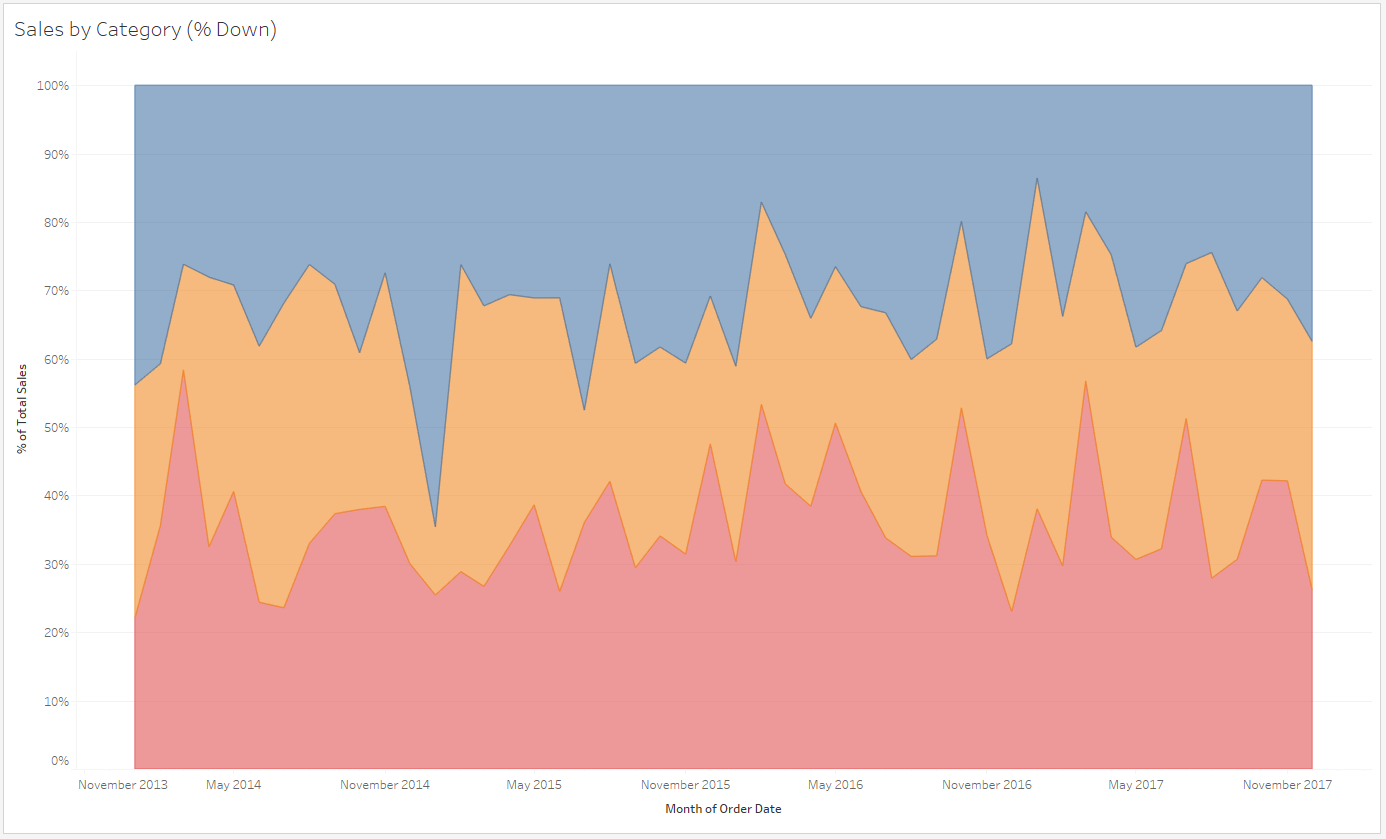 Sales by Category (% Down)
100%
90%
80%
70%
60%
50%
40%
30%
20%
10%
0%
% of Total Sales
November 2013 May 2014 November 2014 May 2015 November 2015 May 2016 November 2016 May 2017 November 2017
Month of Order Date